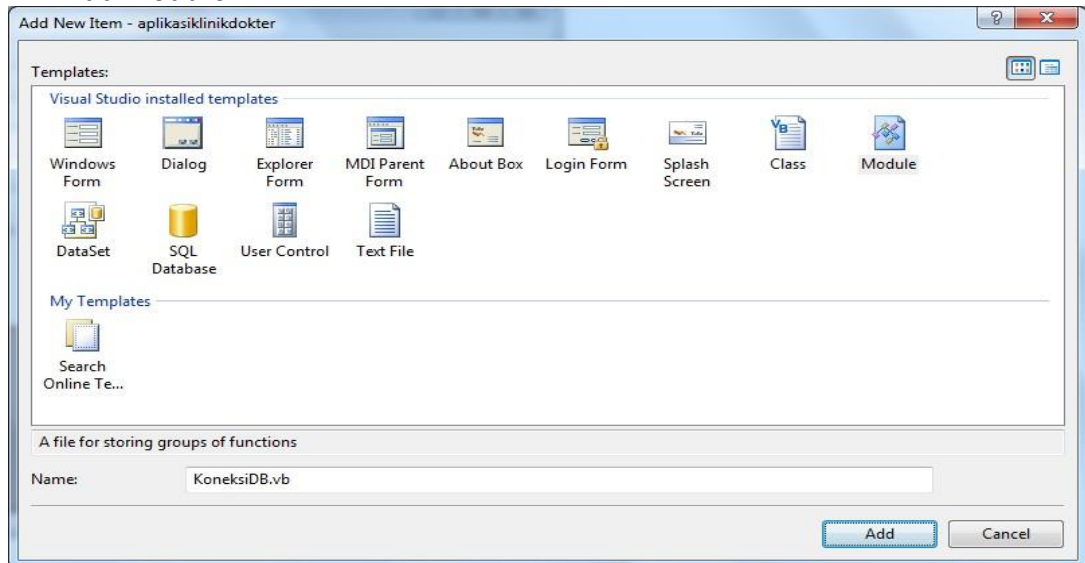 Add New Item - aplikasiklinikdokter
Templates:
Visual Studio installed templates
Windows Form
Dialog
Explorer Form
MDI Parent Form
About Box
Login Form
Splash Screen
Class
Module
DataSet
SQL Database
User Control
Text File
My Templates
Search Online Te...
A file for storing groups of functions
Name:
KoneksiDB.vb
Add
Cancel